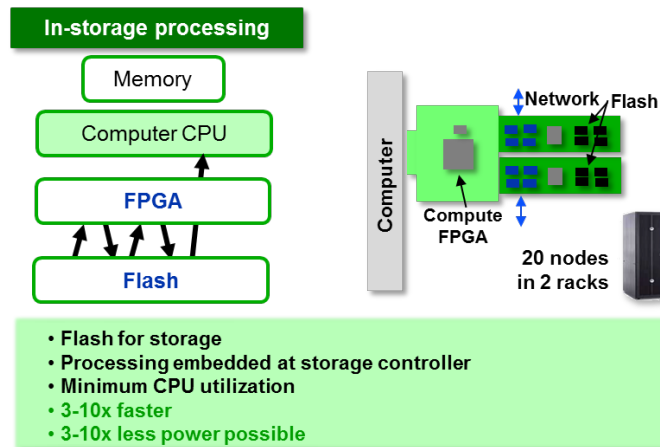 In-storage processing
Memory
Computer CPU
FPGA
Flash
Computer
Network
Flash
Compute
FPGA
20 nodes
in 2 racks
• Flash for storage
• Processing embedded at storage controller
• Minimum CPU utilization
• 3-10x faster
• 3-10x less power possible